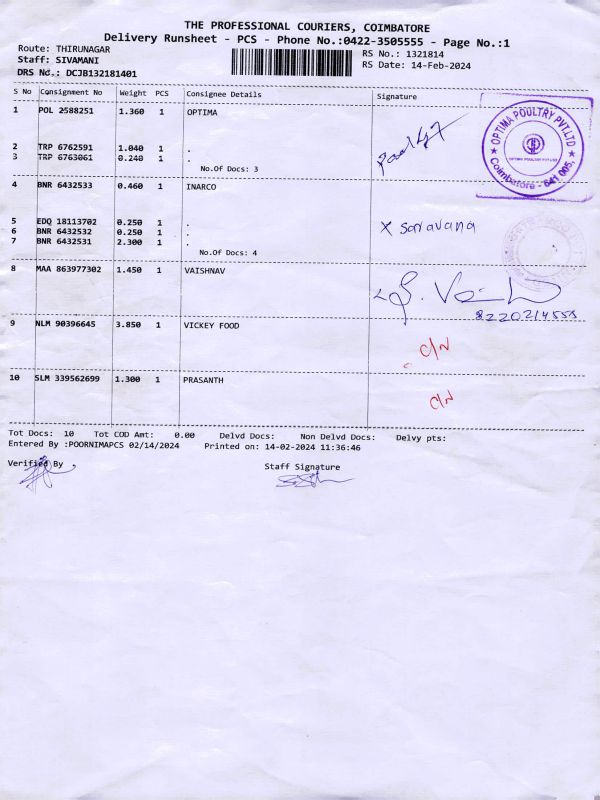 THE PROFESSIONAL COURIERS, COIMBATORE
Delivery Runsheet - PCS - Phone No.:0422-3505555 - Page No.:1
Route: THIRUNAGAR
RS No.: 1321814
Staff: SIVAMANI
RS Date: 14-Feb-2024
DRS No.: DCJB132181401
S No Consignment No Weight PCS Consignee Details Signature
1 POL 2588251 1.360 1 OPTIMA
2 TRP 6762591 1.040 1 .
3 TRP 6763061 0.240 1 .
No.Of Docs: 3
OPTIMA POULTRY PVT.LTD
OPTIMA POULTRY PVT LTD
Coimbatore - 641 005.
4 BNR 6432533 0.460 1 INARCO
5 EDQ 18113702 0.250 1 .
6 BNR 6432532 0.250 1 .
7 BNR 6432531 2.300 1 .
No.Of Docs: 4
X saravana
8 MAA 863977302 1.450 1 VAISHNAV
8220214555
9 NLM 90396645 3.850 1 VICKEY FOOD
C/N
10 SLM 339562699 1.300 1 PRASANTH
C/N
Tot Docs: 10 Tot COD Amt: 0.00 Delvd Docs: Non Delvd Docs: Delvy pts:
Entered By :POORNIMAPCS 02/14/2024 Printed on: 14-02-2024 11:36:46
Verified By
Staff Signature